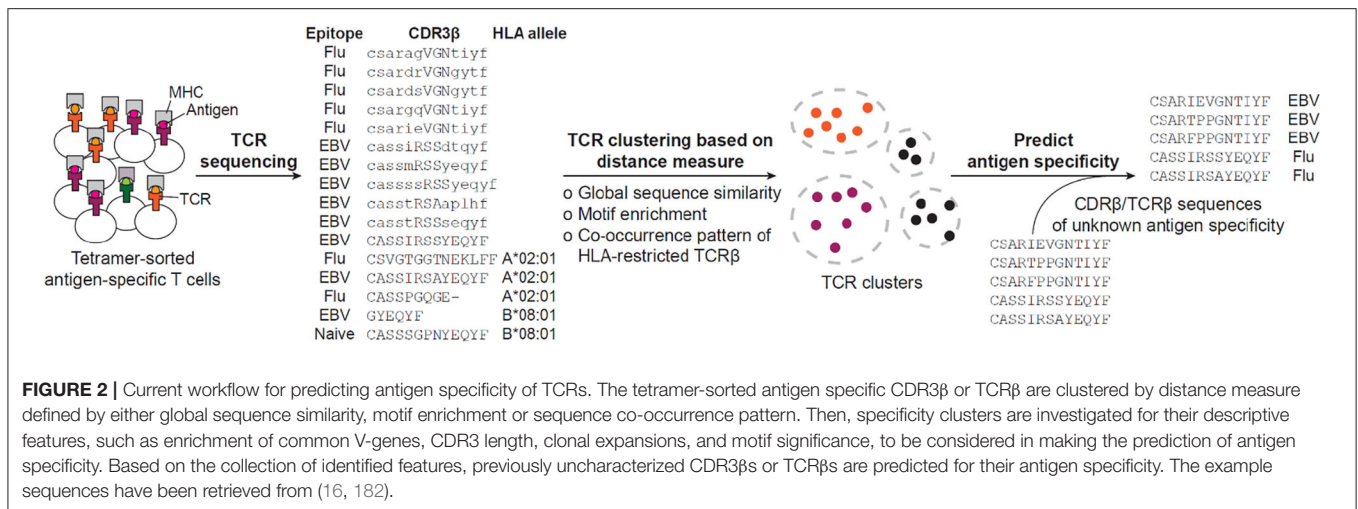 Epitope CDR3β HLA allele
Flu csaragVGNtiyf
Flu csardrVGNgytf
Flu csardsVGNgytf
Flu csargqVGNtiyf
Flu csarieVGNtiyf
EBV cassiRSSdtqyf
EBV cassmRSSyeqyf
EBV cassssRSSyeqyf
EBV casstRSAaplhf
EBV casstRSSseqyf
EBV CASSIRSSYEQYF
Flu CSVGTGGTNEKLFF A*02:01
EBV CASSIRSAYEQYF A*02:01
Flu CASSPGQGE- A*02:01
EBV GYEQYF B*08:01
Naive CASSSGPNYEQYF B*08:01
MHC
Antigen
TCR
Tetramer-sorted
antigen-specific T cells
TCR
sequencing
TCR clustering based on
distance measure
o Global sequence similarity
o Motif enrichment
o Co-occurrence pattern of
HLA-restricted TCRβ
TCR clusters
Predict
antigen specificity
CDRβ/TCRβ sequences
of unknown antigen specificity
CSARIEVGNTIYF
CSARTPPGNTIYF
CSARFPPGNTIYF
CASSIRSSYEQYF
CASSIRSAYEQYF
CSARIEVGNTIYF EBV
CSARTPPGNTIYF EBV
CSARFPPGNTIYF EBV
CASSIRSSYEQYF Flu
CASSIRSAYEQYF Flu
FIGURE 2 | Current workflow for predicting antigen specificity of TCRs. The tetramer-sorted antigen specific CDR3β or TCRβ are clustered by distance measure
defined by either global sequence similarity, motif enrichment or sequence co-occurrence pattern. Then, specificity clusters are investigated for their descriptive
features, such as enrichment of common V-genes, CDR3 length, clonal expansions, and motif significance, to be considered in making the prediction of antigen
specificity. Based on the collection of identified features, previously uncharacterized CDR3βs or TCRβs are predicted for their antigen specificity. The example
sequences have been retrieved from (16, 182).